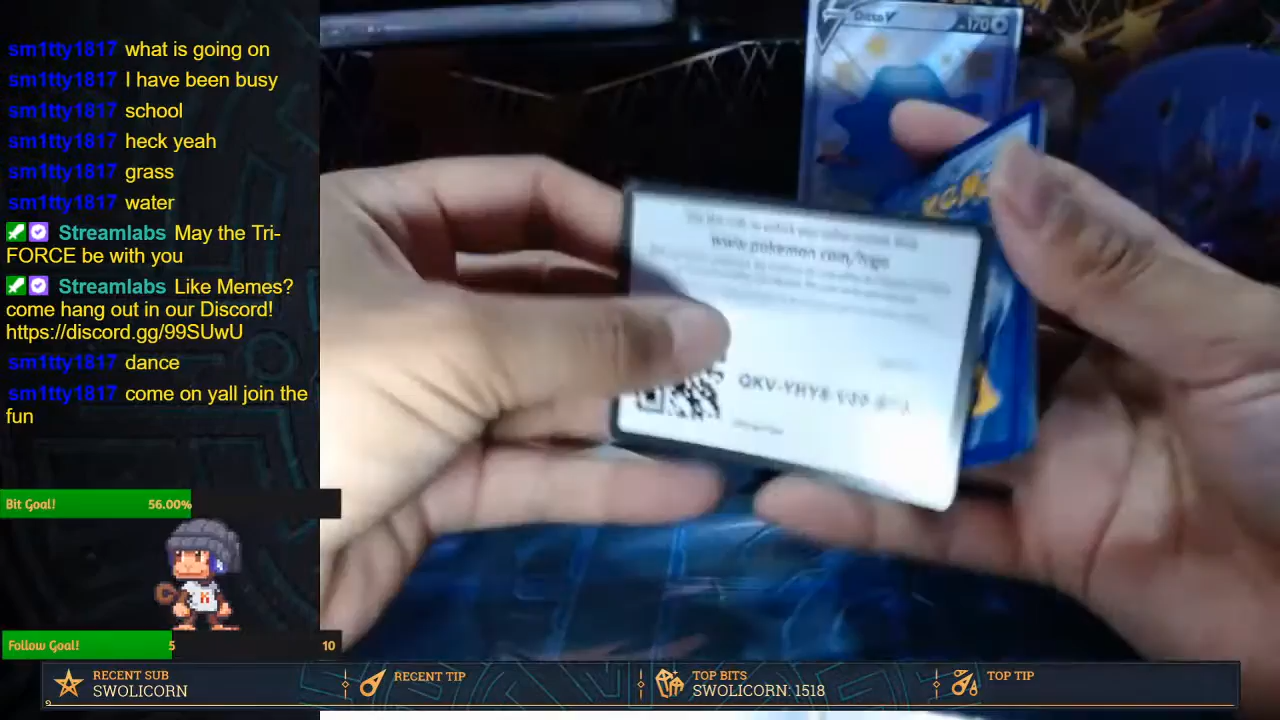 sm1tty1817 what is going on
sm1tty1817 I have been busy
sm1tty1817 school
sm1tty1817 heck yeah
sm1tty1817 grass
sm1tty1817 water
Streamlabs May the Tri-
FORCE be with you
Streamlabs Like Memes?
come hang out in our Discord!
https://discord.gg/99SUwU
sm1tty1817 dance
sm1tty1817 come on yall join the
fun
Bit Goal! 56.00%
K
Follow Goal! 5 10
Ditto V 170
www.pokemon.com/tcgo
RECENT SUB
SWOLICORN
RECENT TIP
TOP BITS
SWOLICORN: 1518
TOP TIP